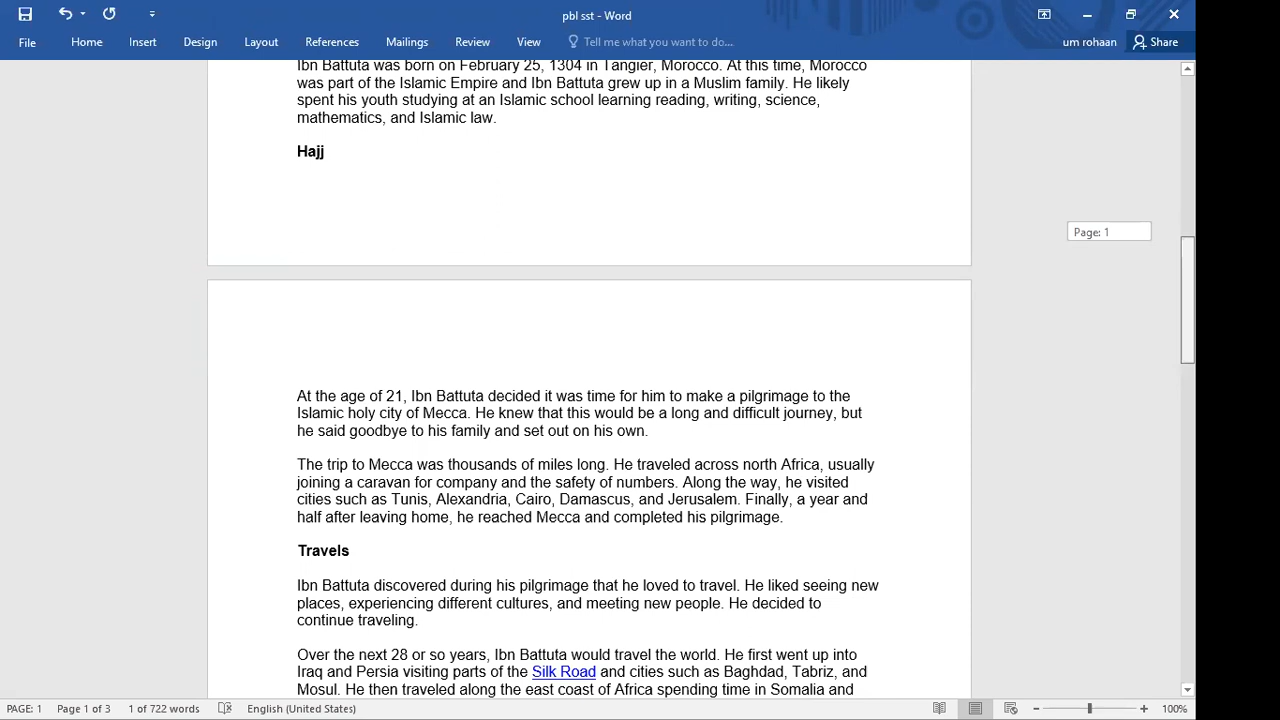 pbl sst - Word
File Home Insert Design Layout References Mailings Review View Tell me what you want to do... um rohaan Share
Ibn Battuta was born on February 25, 1304 in Tangier, Morocco. At this time, Morocco
was part of the Islamic Empire and Ibn Battuta grew up in a Muslim family. He likely
spent his youth studying at an Islamic school learning reading, writing, science,
mathematics, and Islamic law.
Hajj
Page: 1
At the age of 21, Ibn Battuta decided it was time for him to make a pilgrimage to the
Islamic holy city of Mecca. He knew that this would be a long and difficult journey, but
he said goodbye to his family and set out on his own.
The trip to Mecca was thousands of miles long. He traveled across north Africa, usually
joining a caravan for company and the safety of numbers. Along the way, he visited
cities such as Tunis, Alexandria, Cairo, Damascus, and Jerusalem. Finally, a year and
half after leaving home, he reached Mecca and completed his pilgrimage.
Travels
Ibn Battuta discovered during his pilgrimage that he loved to travel. He liked seeing new
places, experiencing different cultures, and meeting new people. He decided to
continue traveling.
Over the next 28 or so years, Ibn Battuta would travel the world. He first went up into
Iraq and Persia visiting parts of the Silk Road and cities such as Baghdad, Tabriz, and
Mosul. He then traveled along the east coast of Africa spending time in Somalia and
PAGE: 1 Page 1 of 3 1 of 722 words English (United States) 100%